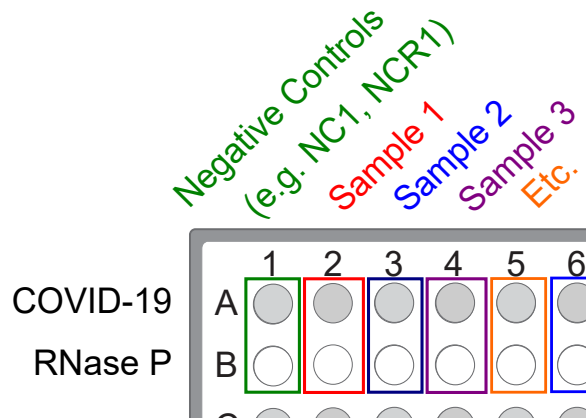 Negative Controls
(e.g. NC1, NCR1)
Sample 1
Sample 2
Sample 3
Etc.
1 2 3 4 5 6
COVID-19 A
RNase P B